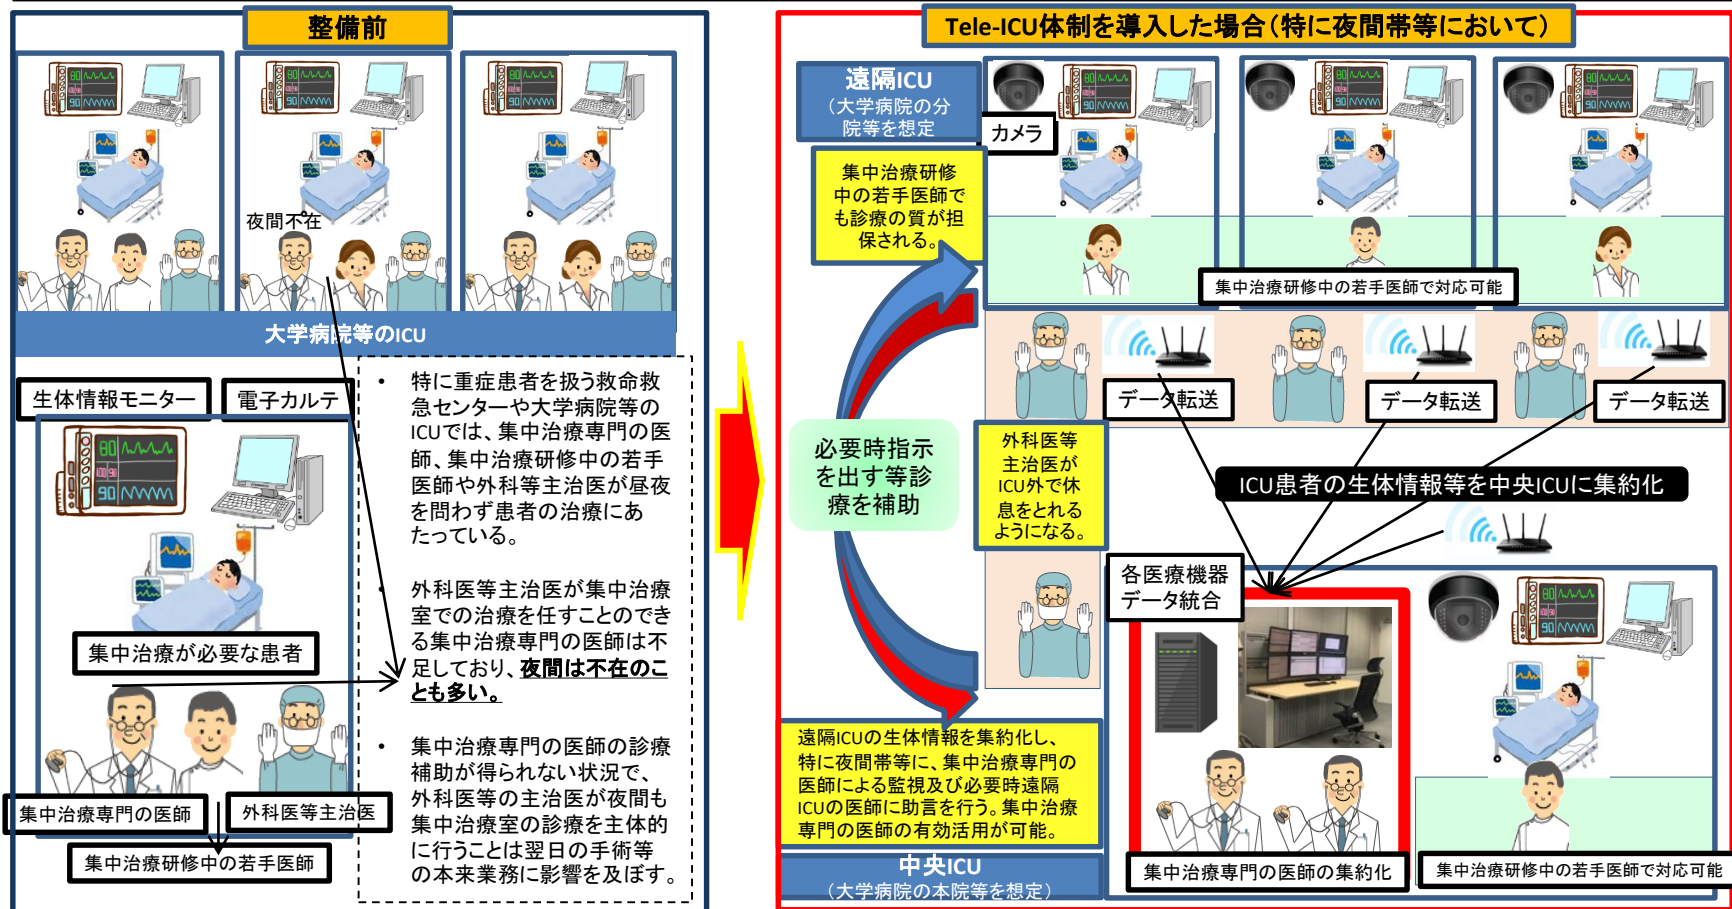 整備前
夜間不在
大学病院等のICU
生体情報モニター
電子カルテ
集中治療が必要な患者
集中治療専門の医師
外科医等主治医
集中治療研修中の若手医師
• 特に重症患者を扱う救命救
急センターや大学病院等の
ICUでは、集中治療専門の医
師、集中治療研修中の若手
医師や外科等主治医が昼夜
を問わず患者の治療にあ
たっている。
• 外科医等主治医が集中治療
室での治療を任すことのでき
る集中治療専門の医師は不
足しており、夜間は不在のこ
とも多い。
• 集中治療専門の医師の診療
補助が得られない状況で、
外科医等の主治医が夜間も
集中治療室の診療を主体的
に行うことは翌日の手術等
の本来業務に影響を及ぼす。
Tele-ICU体制を導入した場合（特に夜間帯等において）
遠隔ICU
（大学病院の分
院等を想定
カメラ
集中治療研修
中の若手医師で
も診療の質が担
保される。
集中治療研修中の若手医師で対応可能
データ転送
データ転送
データ転送
必要時指示
を出す等診
療を補助
外科医等
主治医が
ICU外で休
息をとれる
ようになる。
ICU患者の生体情報等を中央ICUに集約化
各医療機器
データ統合
遠隔ICUの生体情報を集約化し、
特に夜間帯等に、集中治療専門の
医師による監視及び必要時遠隔
ICUの医師に助言を行う。集中治療
専門の医師の有効活用が可能。
中央ICU
（大学病院の本院等を想定）
集中治療専門の医師の集約化
集中治療研修中の若手医師で対応可能